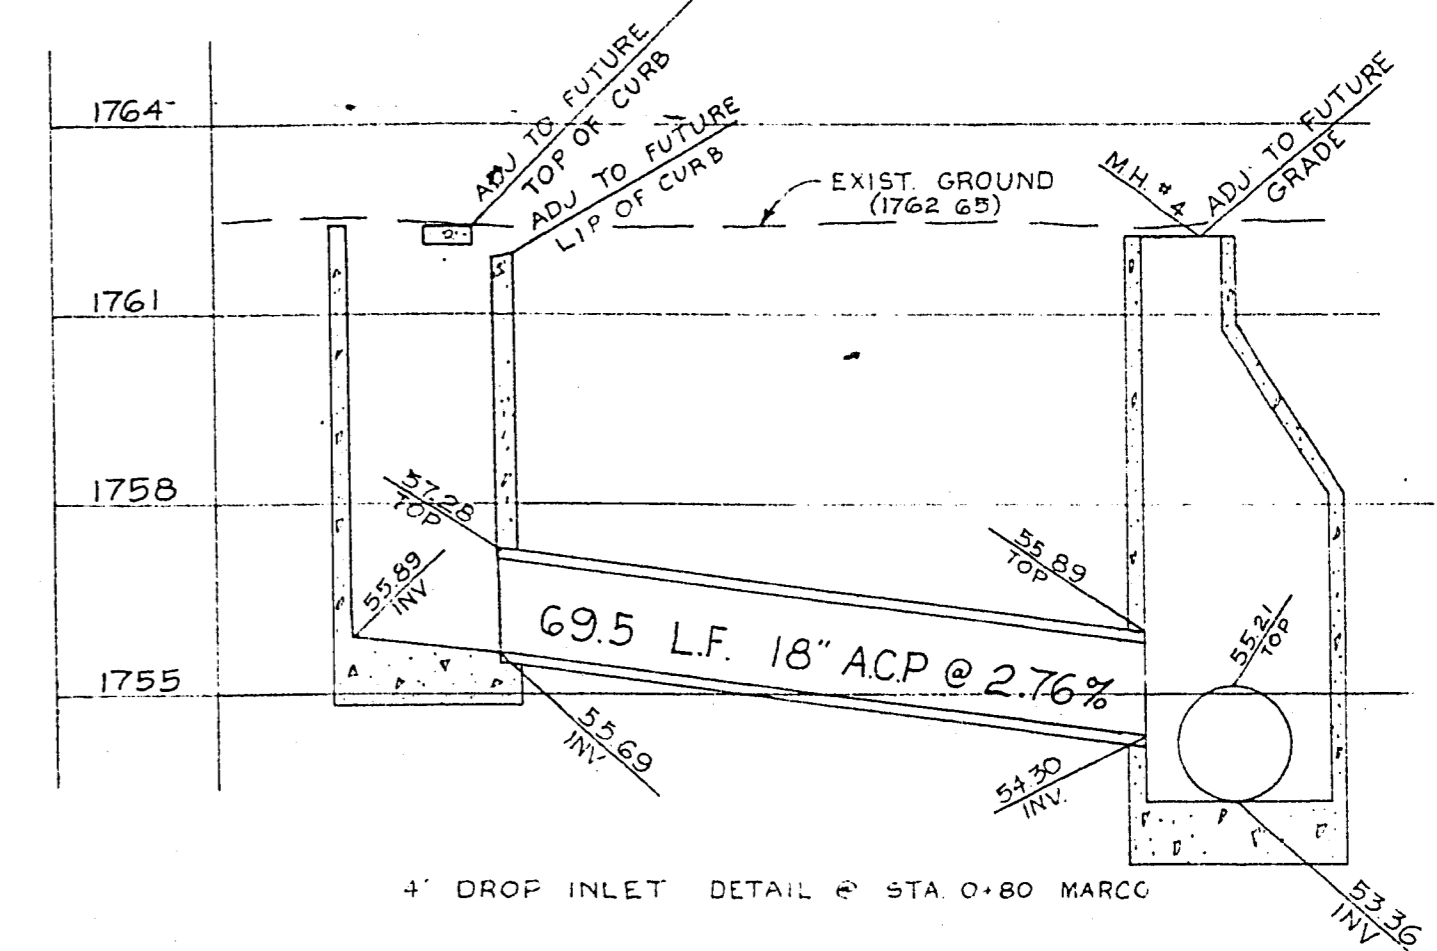 1764
ADJ TO FUTURE
TOP OF CURB
ADJ TO FUTURE
LIP OF CURB
EXIST. GROUND
(1762 65)
M.H. # 4
ADJ TO FUTURE
GRADE
1761
1758
57.28
TOP
55.89
INV
55 89
TOP
69.5 L.F. 18" A.C.P @ 2.76%
55.21
TOP
1755
55.69
INV.
54.30
INV.
53.36
INV
4' DROP INLET DETAIL @ STA. 0+80 MARCO